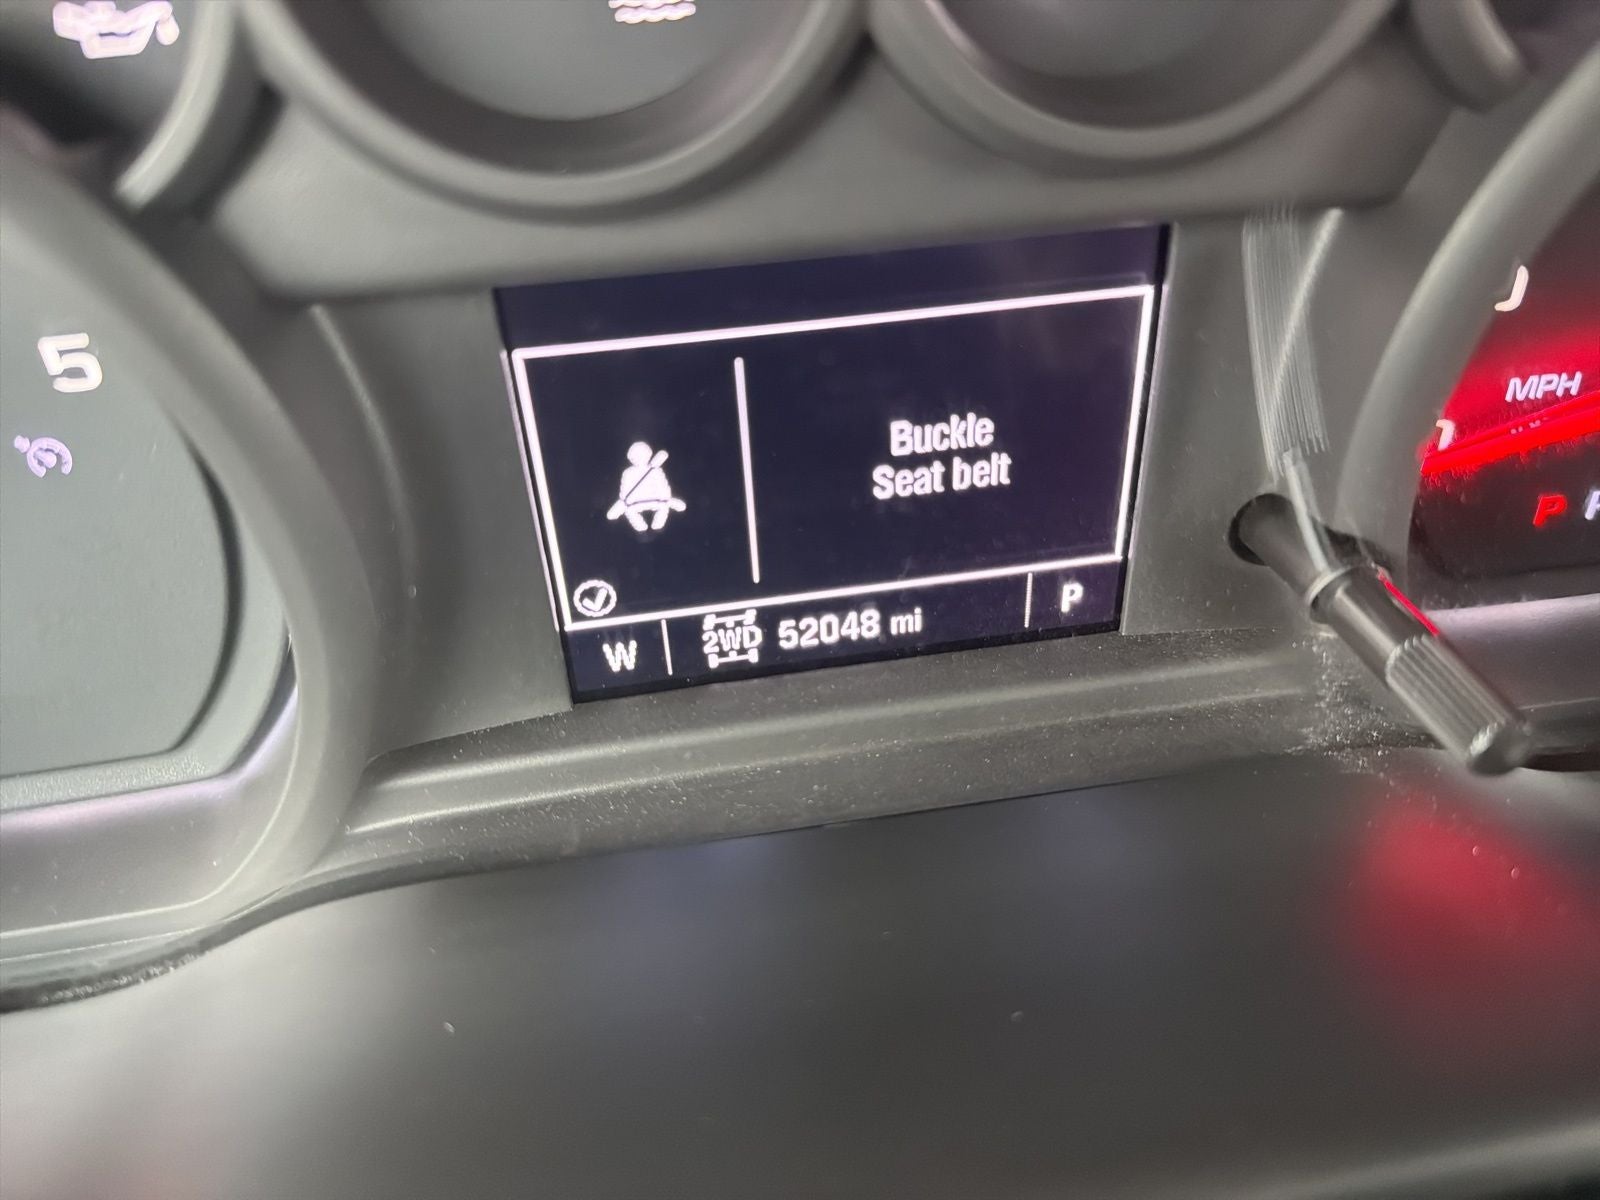 5
MPH
P
Buckle
Seat belt
W
2WD
52048 mi
P